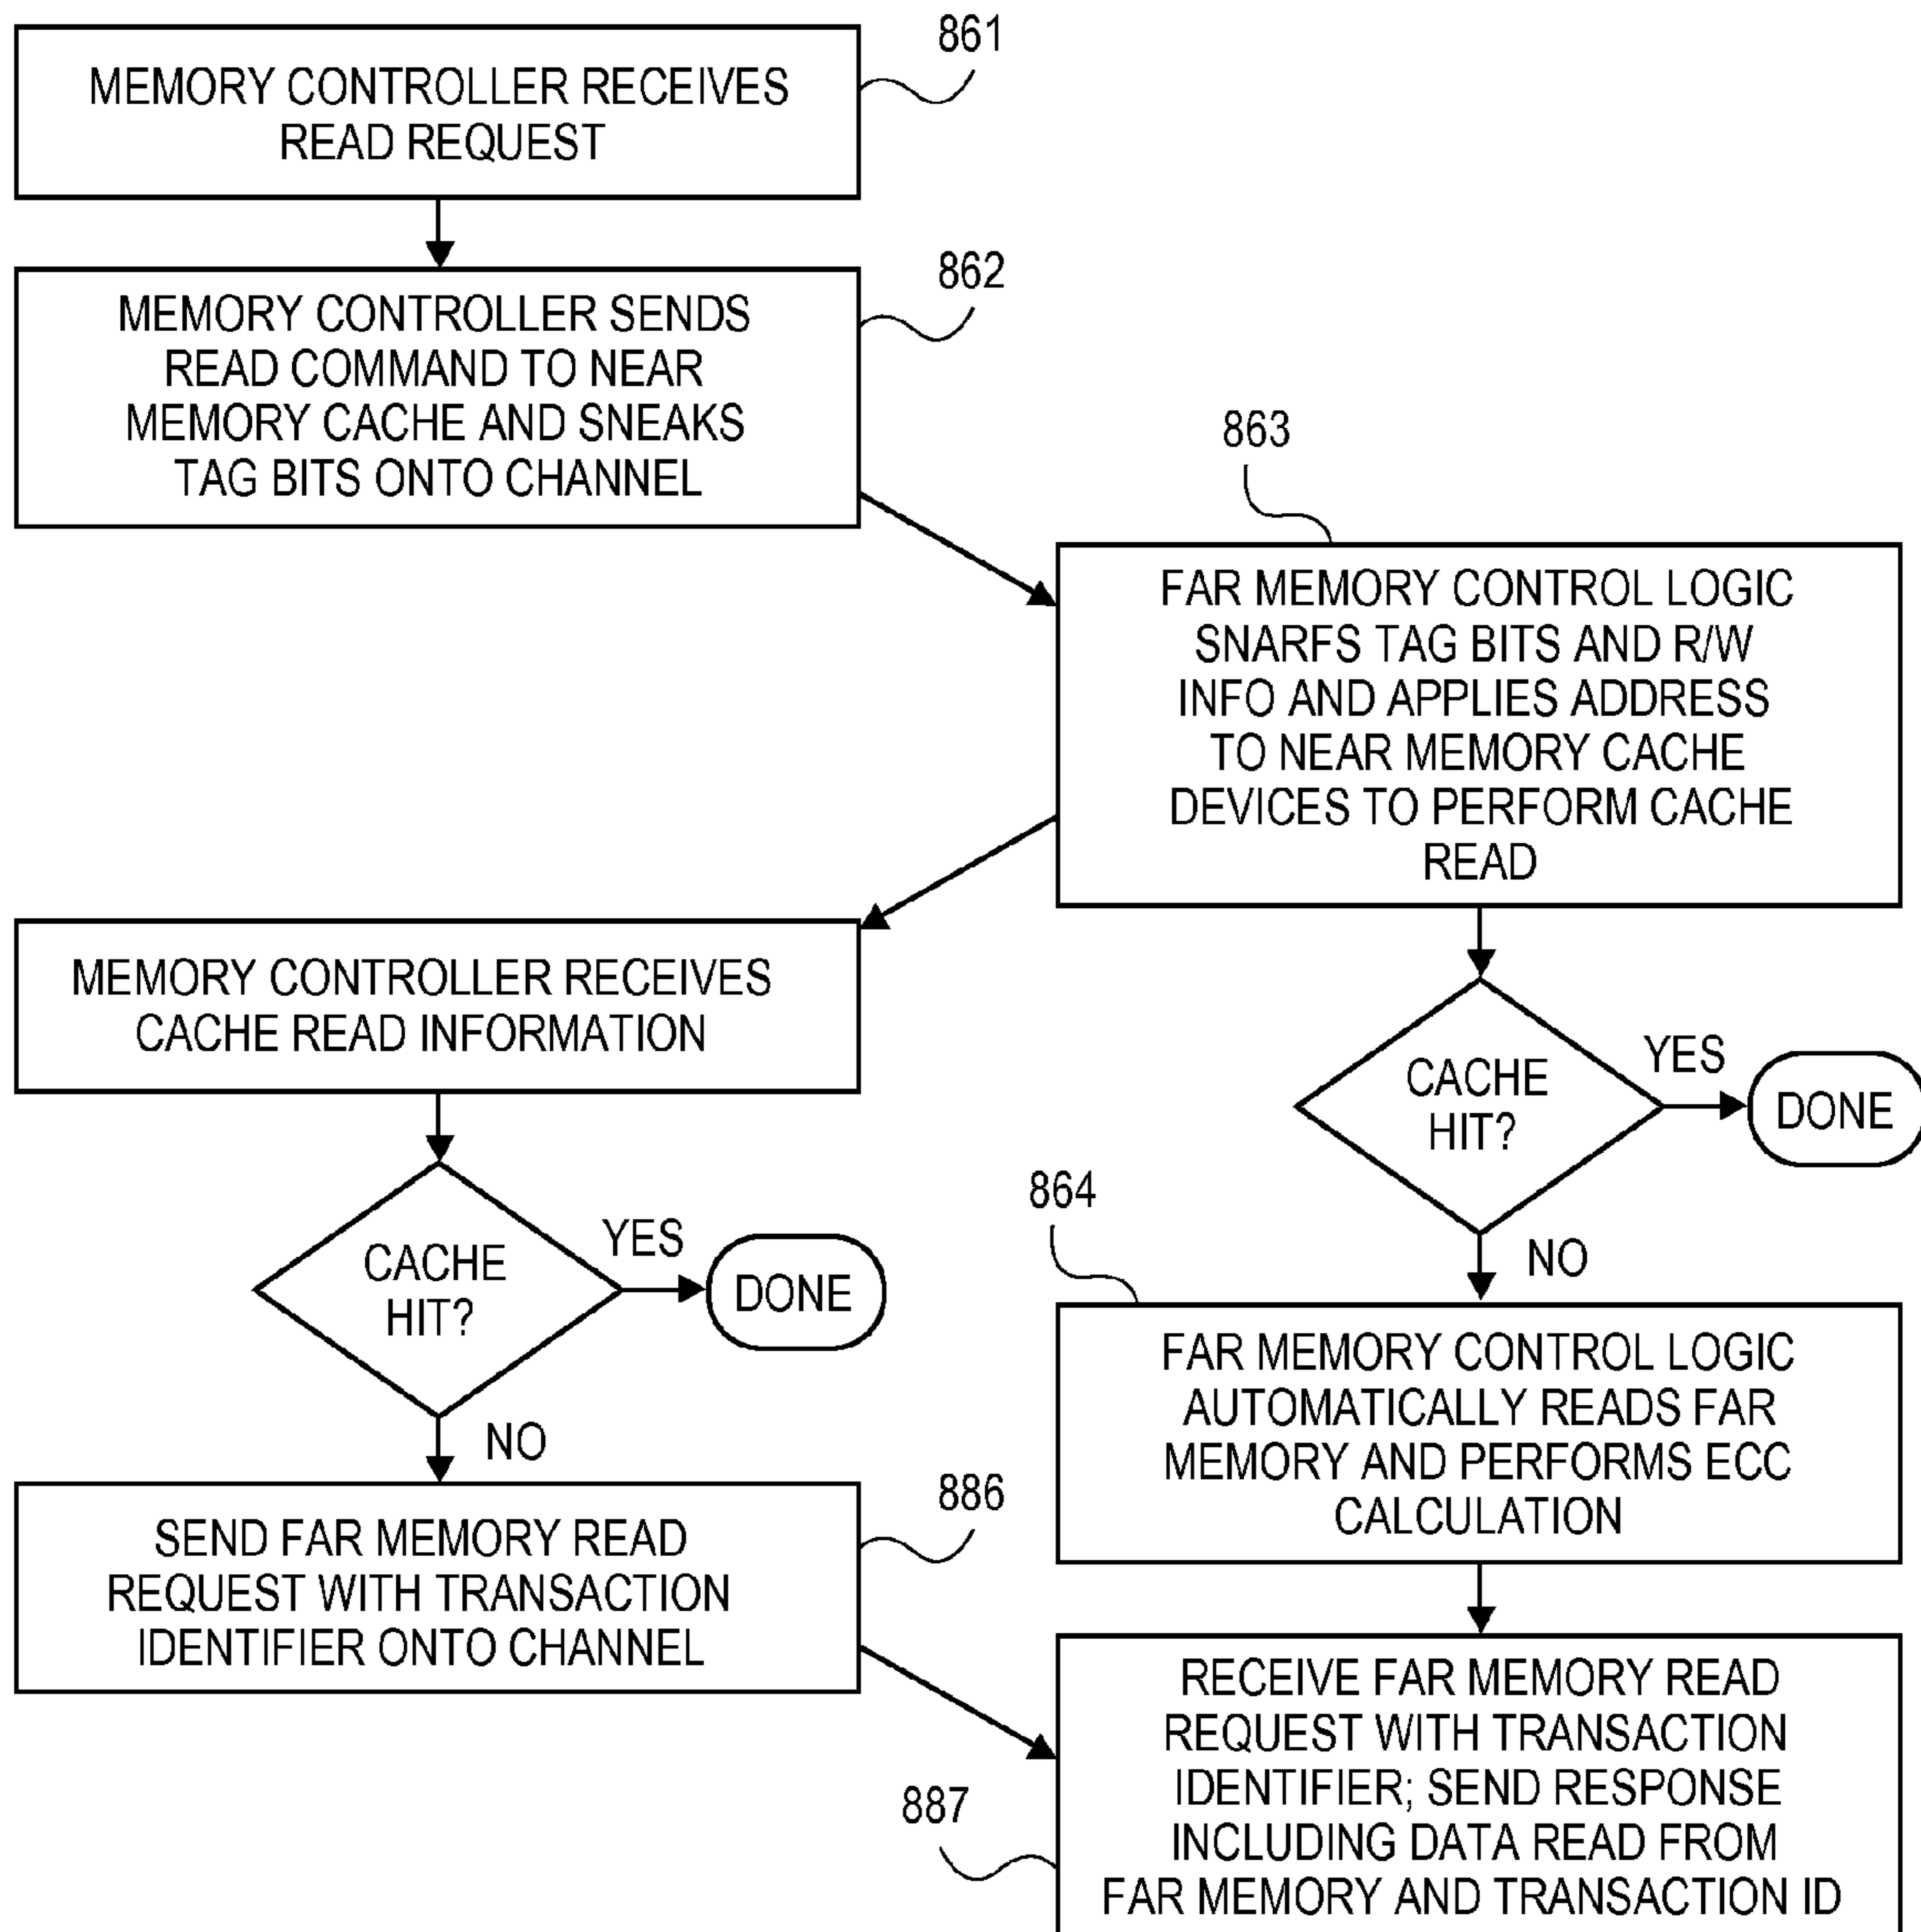 861
MEMORY CONTROLLER RECEIVES
READ REQUEST
862
MEMORY CONTROLLER SENDS
READ COMMAND TO NEAR
MEMORY CACHE AND SNEAKS
TAG BITS ONTO CHANNEL
863
FAR MEMORY CONTROL LOGIC
SNARFS TAG BITS AND R/W
INFO AND APPLIES ADDRESS
TO NEAR MEMORY CACHE
DEVICES TO PERFORM CACHE
READ
MEMORY CONTROLLER RECEIVES
CACHE READ INFORMATION
CACHE
HIT?
YES
DONE
NO
CACHE
HIT?
YES
DONE
NO
864
FAR MEMORY CONTROL LOGIC
AUTOMATICALLY READS FAR
MEMORY AND PERFORMS ECC
CALCULATION
886
SEND FAR MEMORY READ
REQUEST WITH TRANSACTION
IDENTIFIER ONTO CHANNEL
887
RECEIVE FAR MEMORY READ
REQUEST WITH TRANSACTION
IDENTIFIER; SEND RESPONSE
INCLUDING DATA READ FROM
FAR MEMORY AND TRANSACTION ID